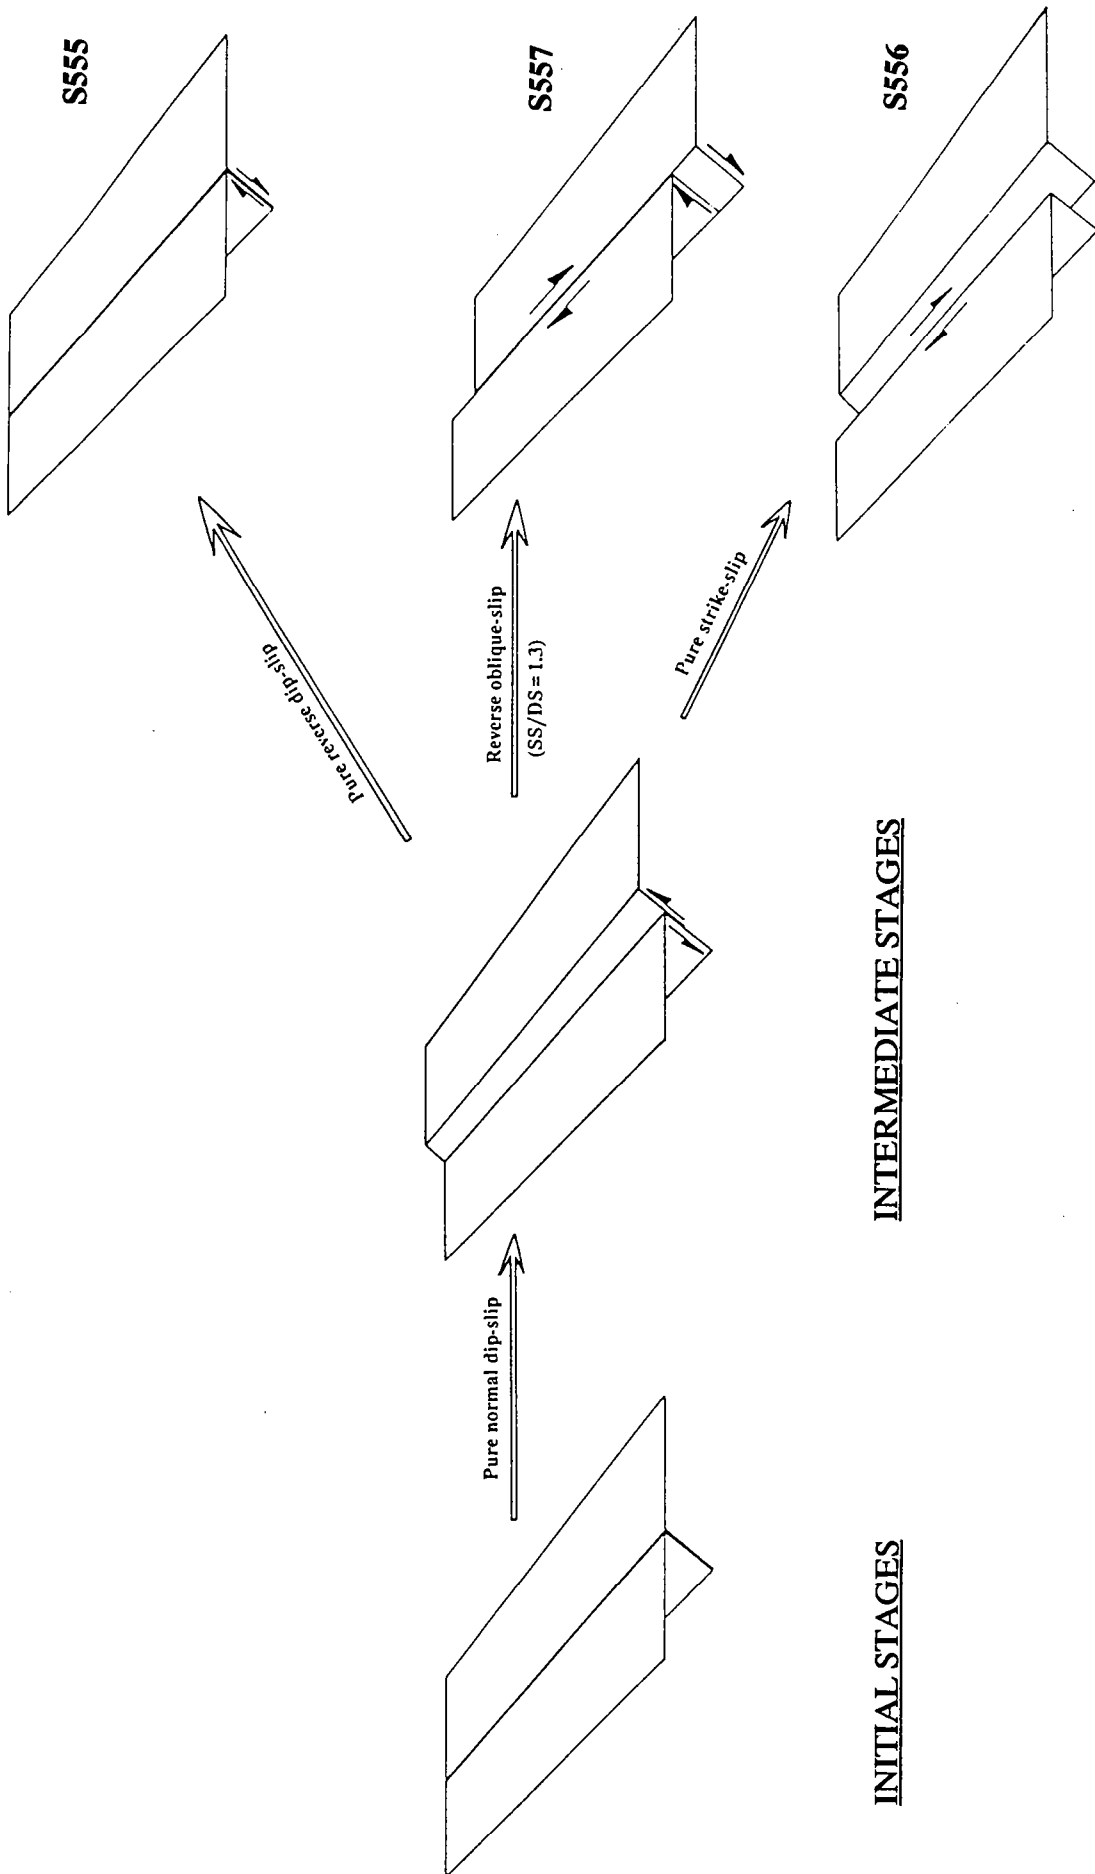 S555
Pure reverse dip-slip
S557
Pure normal dip-slip
Reverse oblique-slip
(SS/DS = 1.3)
Pure strike-slip
S556
INITIAL STAGES
INTERMEDIATE STAGES